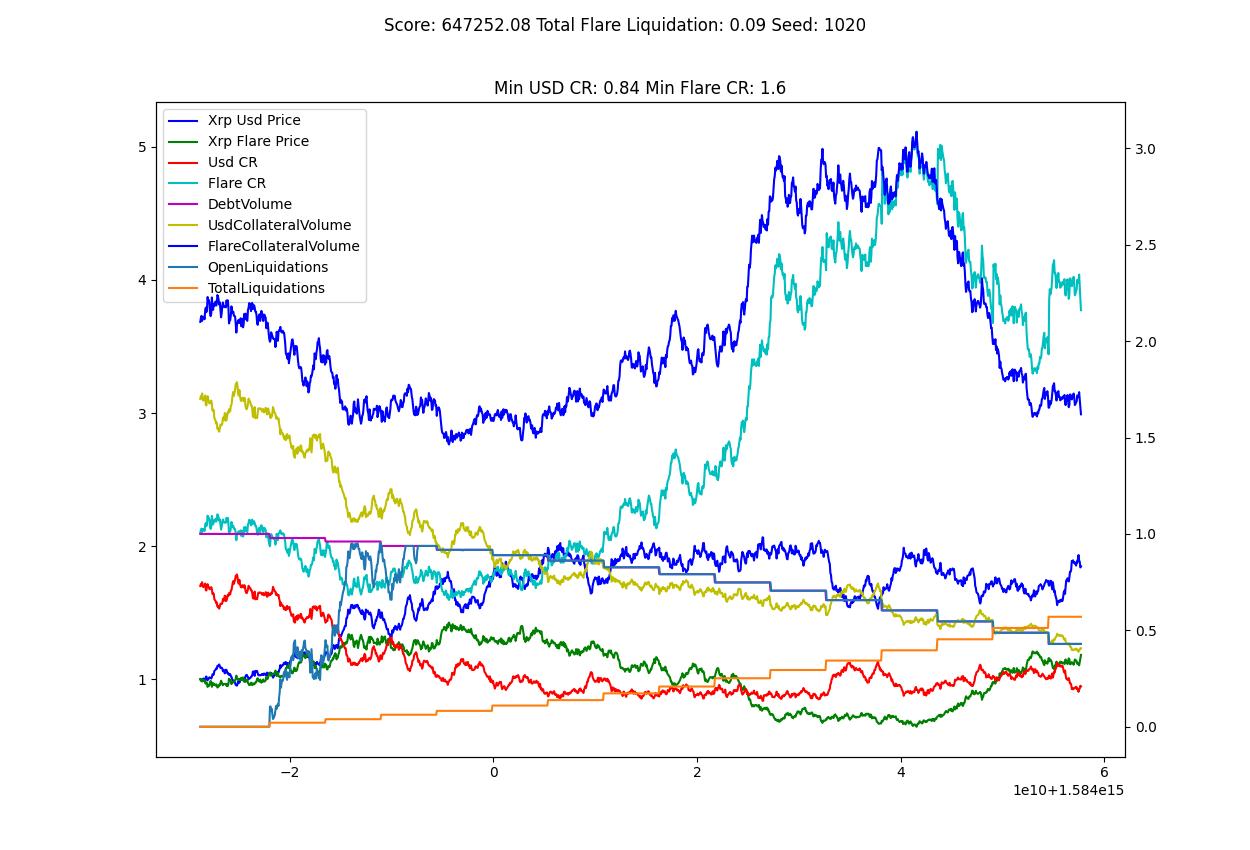 Score: 647252.08 Total Flare Liquidation: 0.09 Seed: 1020
Min USD CR: 0.84 Min Flare CR: 1.6
Xrp Usd Price
Xrp Flare Price
Usd CR
Flare CR
DebtVolume
UsdCollateralVolume
FlareCollateralVolume
OpenLiquidations
TotalLiquidations
5
4
3
2
1
3.0
2.5
2.0
1.5
1.0
0.5
0.0
−2 0 2 4 6
1e10+1.584e15